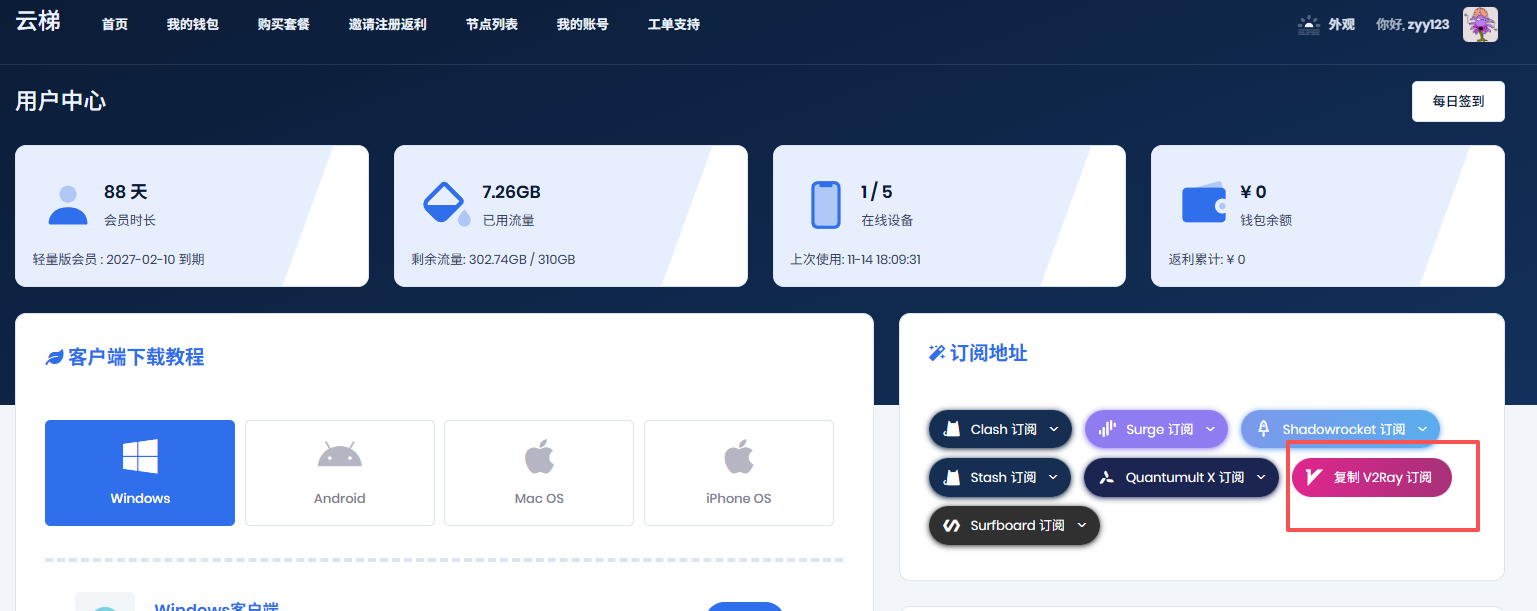 云梯 首页 我的钱包 购买套餐 邀请注册返利 节点列表 我的账号 工单支持 外观 你好, zyy123
用户中心 每日签到
88 天
会员时长
轻量版会员 : 2027-02-10 到期
7.26GB
已用流量
剩余流量: 302.74GB / 310GB
1 / 5
在线设备
上次使用: 11-14 18:09:31
¥ 0
钱包余额
返利累计: ¥ 0
客户端下载教程
Windows Android Mac OS iPhone OS
Windows客户端
订阅地址
Clash 订阅 Surge 订阅 Shadowrocket 订阅
Stash 订阅 Quantumult X 订阅 复制 V2Ray 订阅
Surfboard 订阅